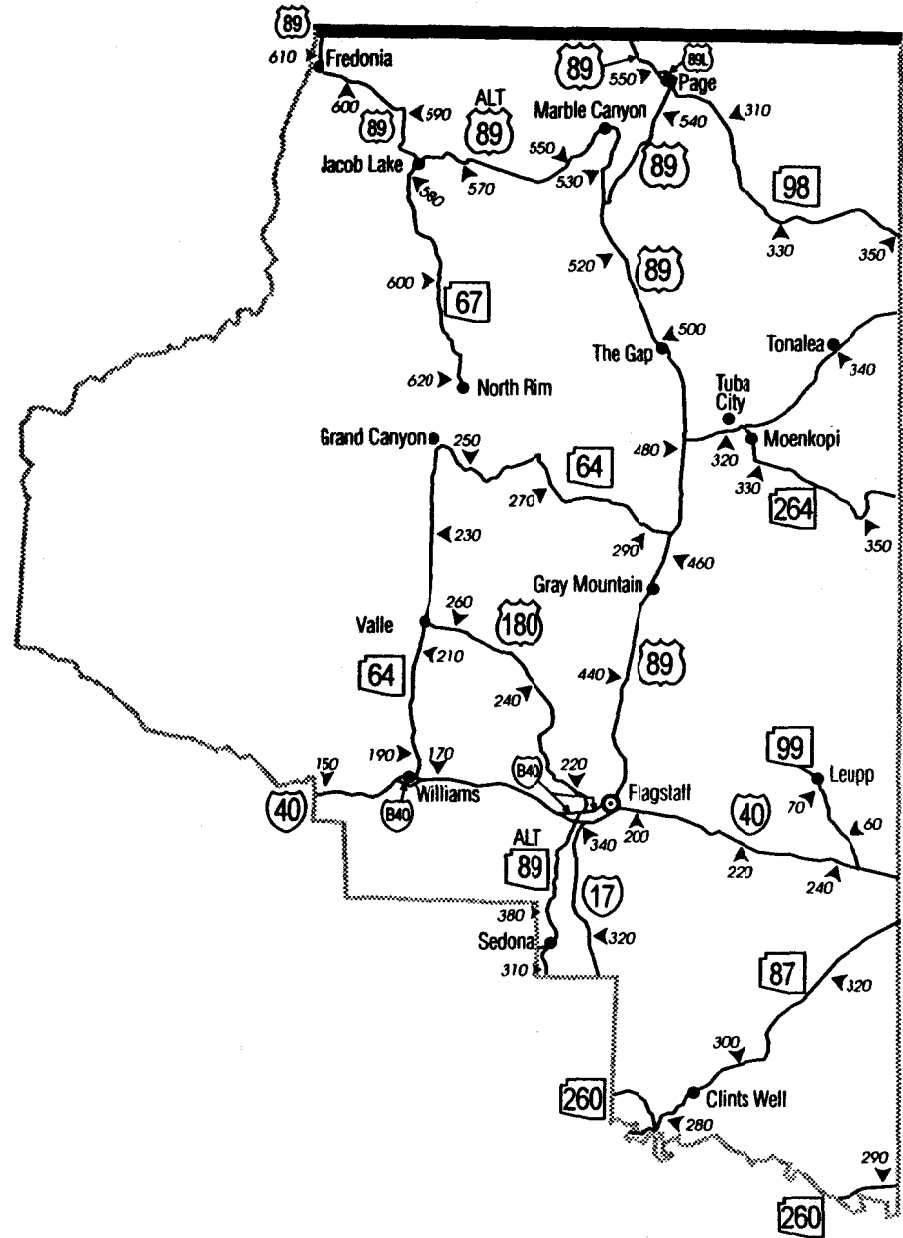 89
610
Fredonia
600
89
590
ALT
89
Jacob Lake
580
570
550
Marble Canyon
530
89
550
89L
Page
540
89
310
98
330
350
520
89
600
67
620
North Rim
The Gap
500
Tonalea
340
Tuba
City
480
320
Moenkopi
330
264
350
Grand Canyon
250
64
270
290
460
230
Gray Mountain
Valle
260
180
210
64
240
440
89
190
170
150
40
Williams
B40
B40
220
Flagstaff
99
Leupp
70
60
40
200
220
240
ALT
89
340
17
380
Sedona
320
310
87
320
300
260
Clints Well
280
290
260